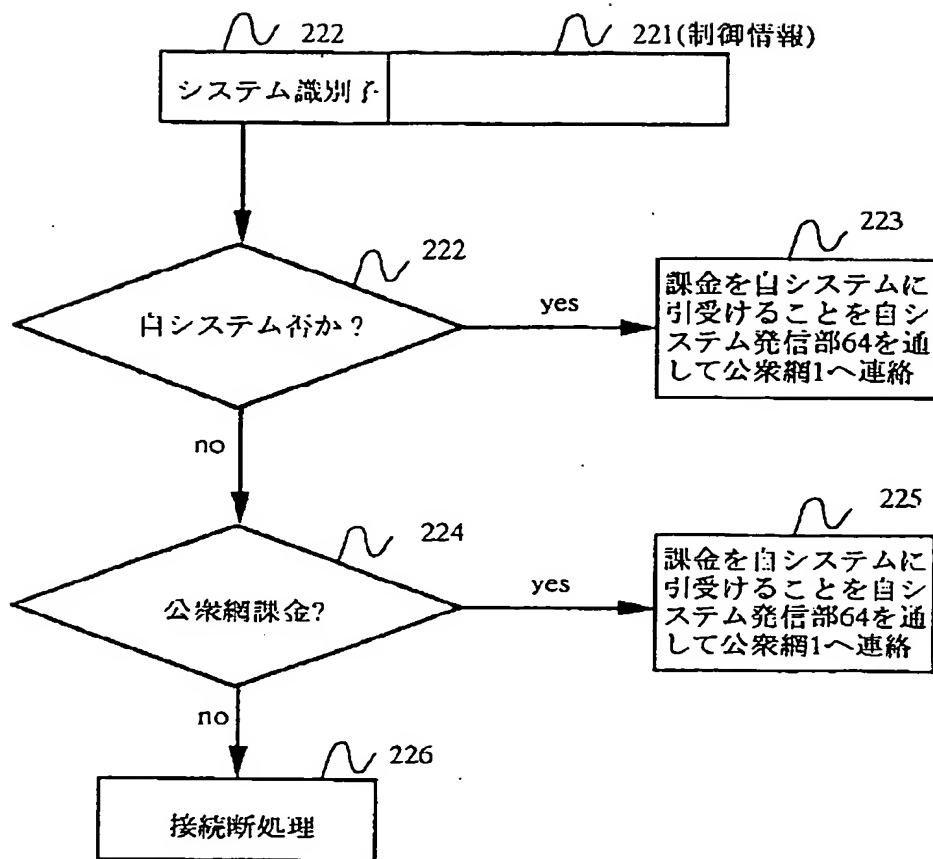 222
221(制御情報)
システム識別子
222
自システム否か?
yes
223
課金を自システムに
引受けることを自シ
ステム発信部64を通
して公衆網1へ連絡
no
224
公衆網課金?
yes
225
課金を自システムに
引受けることを自シ
ステム発信部64を通
して公衆網1へ連絡
no
226
接続断処理